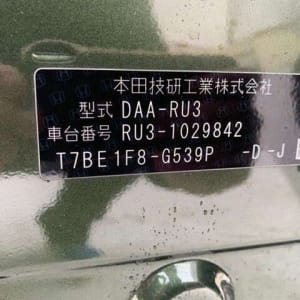 本田技研工業株式会社
型式 DAA-RU3
車台番号 RU3-1029842
T7BE1F8-G539P -D-J